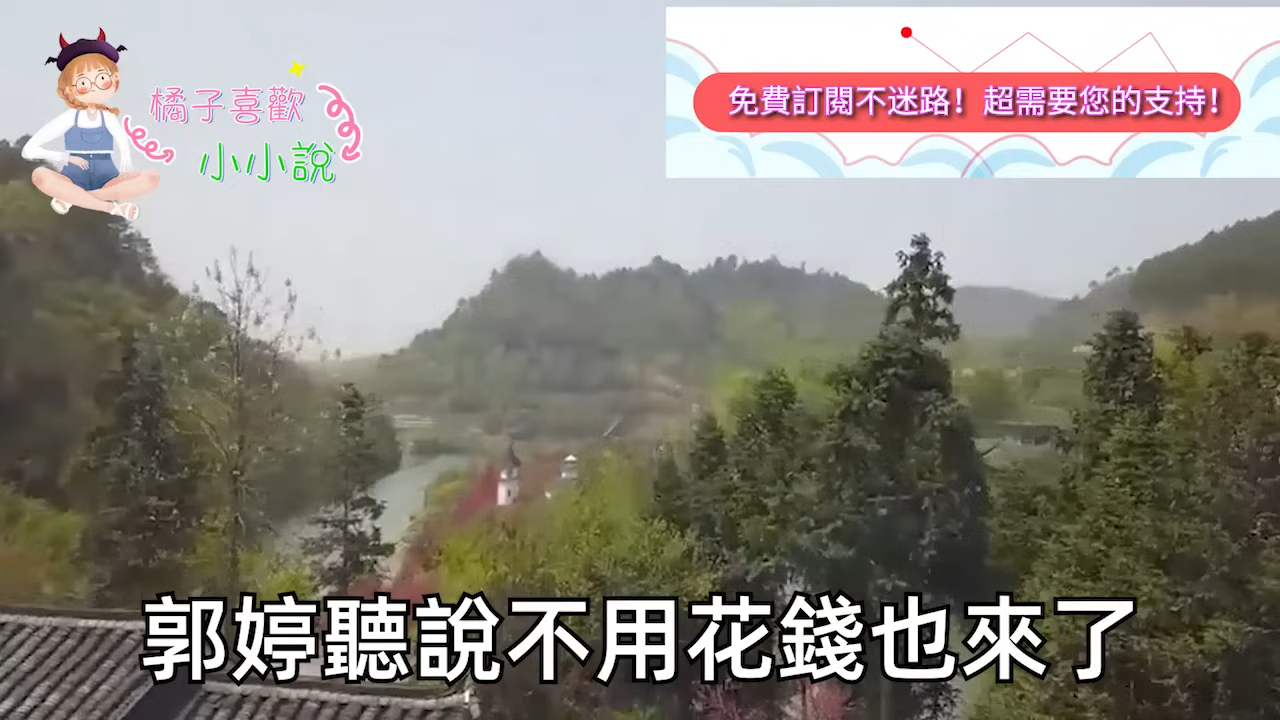 橘子喜歡
小小說
免費訂閱不迷路！超需要您的支持！
郭婷聽說不用花錢也來了